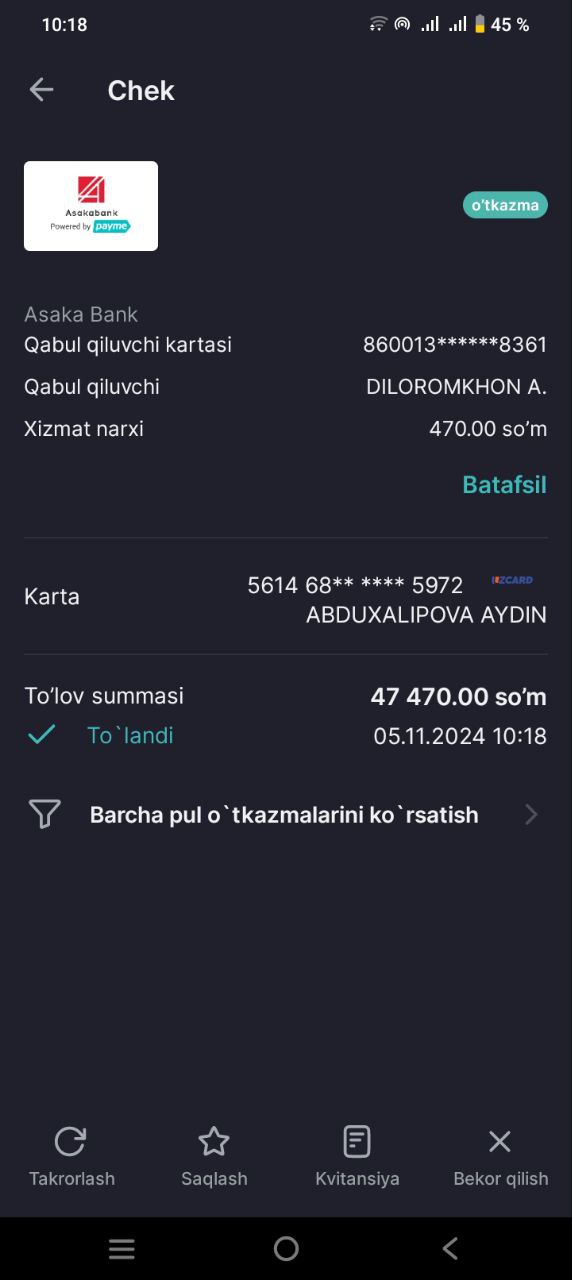 10:18
45 %
Chek
Asakabank
Powered by payme
o'tkazma
Asaka Bank
Qabul qiluvchi kartasi 860013******8361
Qabul qiluvchi DILOROMKHON A.
Xizmat narxi 470.00 so'm
Batafsil
Karta 5614 68** **** 5972 UZCARD
ABDUXALIPOVA AYDIN
To'lov summasi 47 470.00 so'm
To`landi 05.11.2024 10:18
Barcha pul o`tkazmalarini ko`rsatish
Takrorlash Saqlash Kvitansiya Bekor qilish